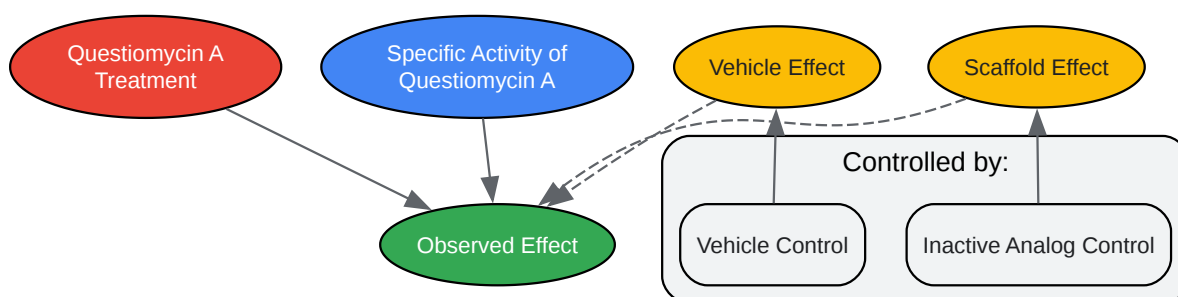 Questiomycin A
Treatment
Specific Activity of
Questiomycin A
Vehicle Effect
Scaffold Effect
Controlled by:
Observed Effect
Vehicle Control
Inactive Analog Control